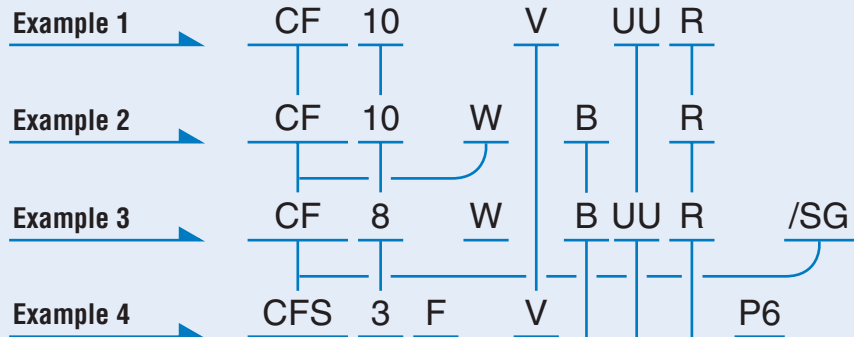 Example 1 CF 10 V UU R
Example 2 CF 10 W B R
Example 3 CF 8 W B UU R /SG
Example 4 CFS 3 F V P6